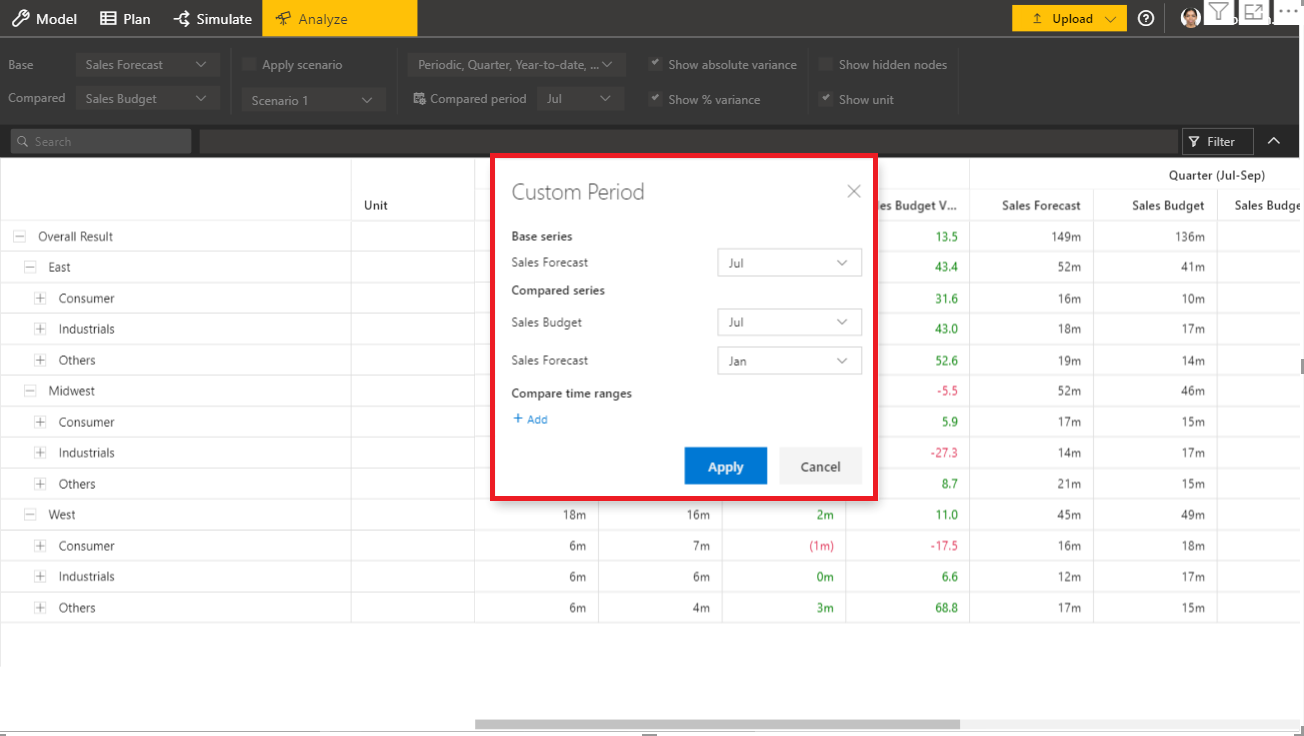 Model Plan Simulate Analyze Upload
Base Sales Forecast Apply scenario Periodic, Quarter, Year-to-date, ... Show absolute variance Show hidden nodes
Compared Sales Budget Scenario 1 Compared period Jul Show % variance Show unit
Search Filter
Custom Period
Quarter (Jul-Sep)
Unit les Budget V... Sales Forecast Sales Budget Sales Budge
Base series
Sales Forecast Jul
Compared series
Sales Budget Jul
Sales Forecast Jan
Compare time ranges
+ Add
Apply Cancel
Overall Result 13.5 149m 136m
East 43.4 52m 41m
Consumer 31.6 16m 10m
Industrials 43.0 18m 17m
Others 52.6 19m 14m
Midwest -5.5 52m 46m
Consumer 5.9 17m 15m
Industrials -27.3 14m 17m
Others 8.7 21m 15m
West 18m 16m 2m 11.0 45m 49m
Consumer 6m 7m (1m) -17.5 16m 18m
Industrials 6m 6m 0m 6.6 12m 17m
Others 6m 4m 3m 68.8 17m 15m